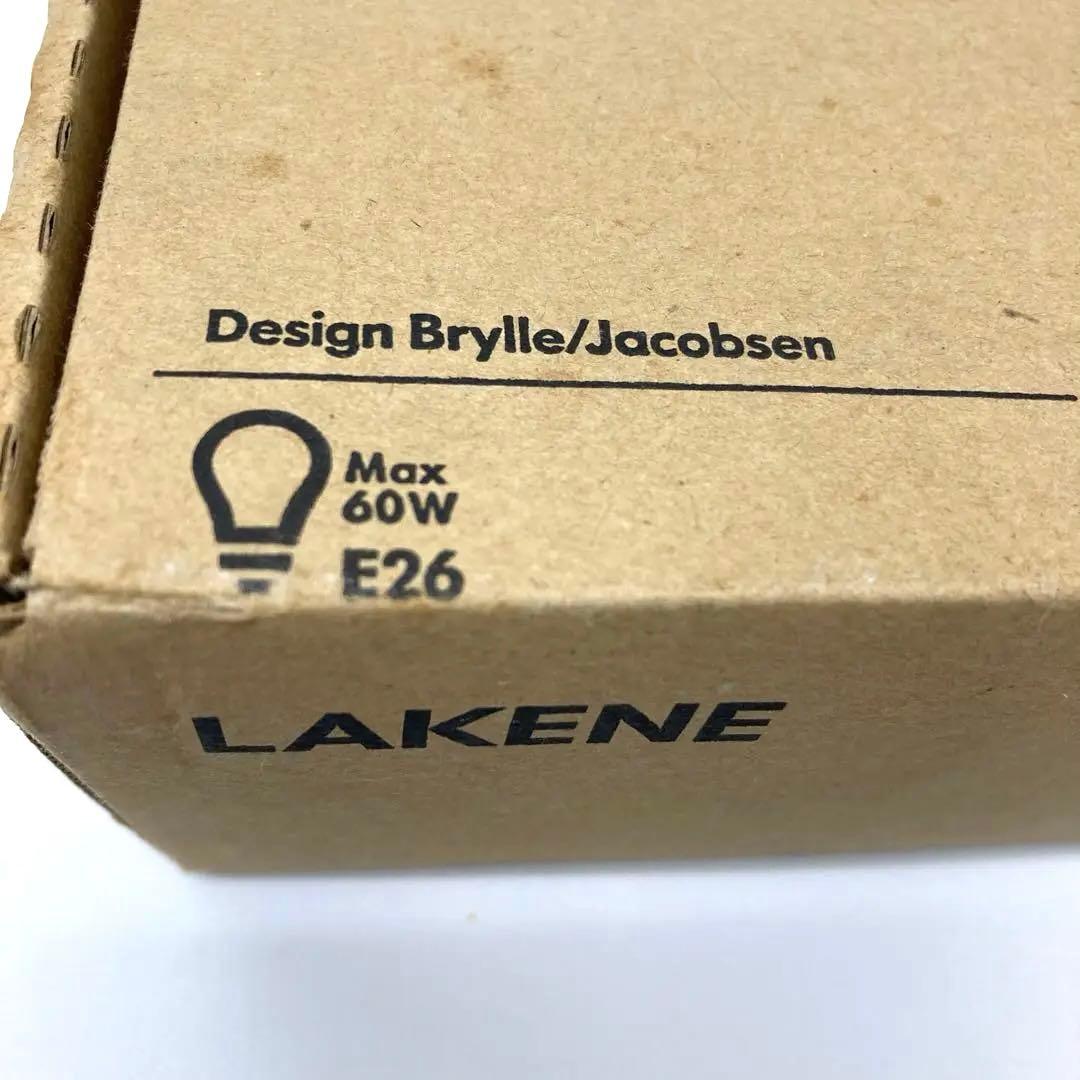 Design Brylle/Jacobsen
Max
60W
E26
LAKENE